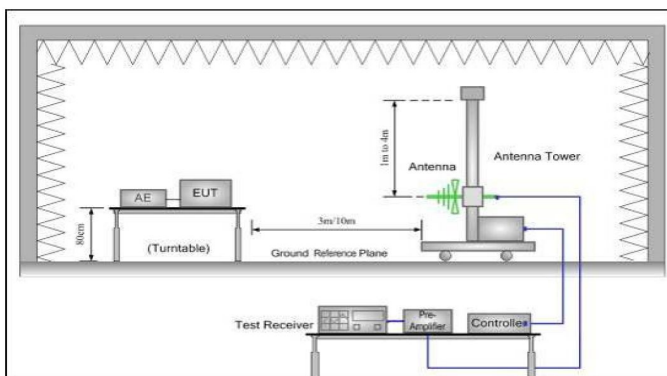 1m to 4m
Antenna
Antenna Tower
AE
EUT
80cm
(Turntable)
3m/10m
Ground Reference Plane
Test Receiver
Pre-
Amplifier
Controller